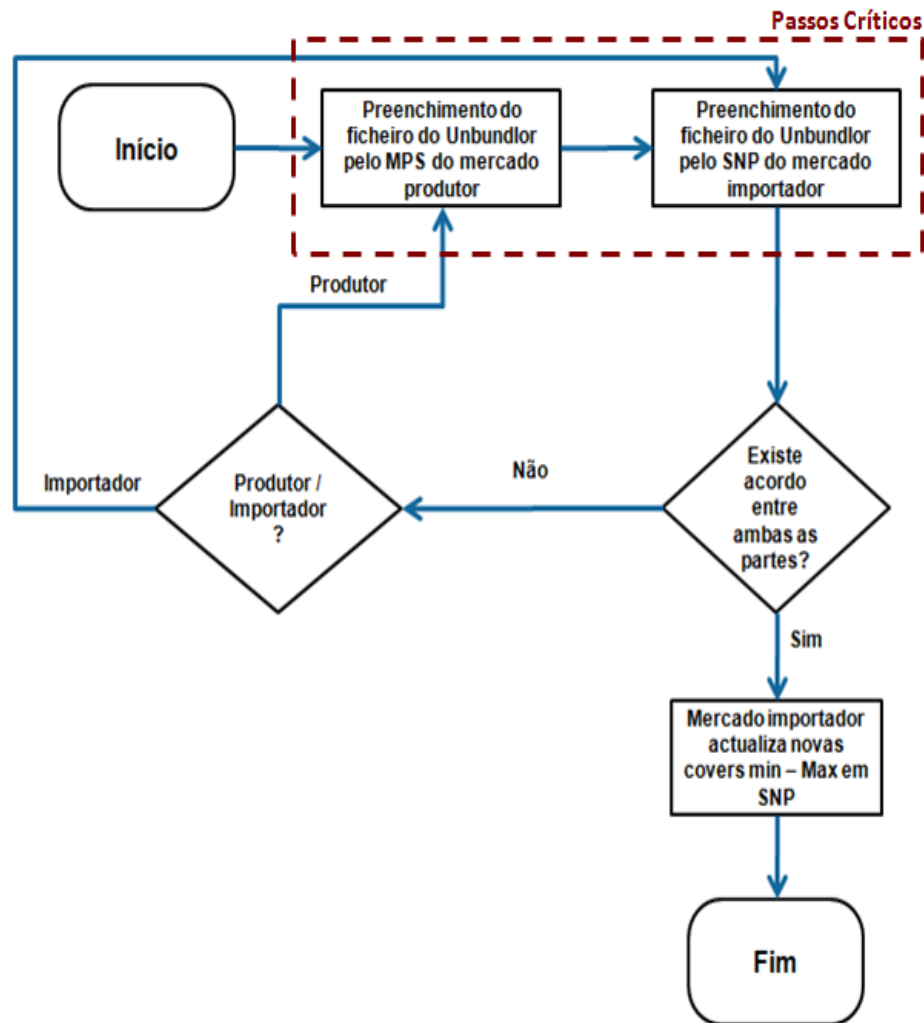 Passos Críticos
Início
Preenchimento do
ficheiro do Unbundlor
pelo MPS do mercado
produtor
Preenchimento do
ficheiro do Unbundlor
pelo SNP do mercado
importador
Produtor
Importador
Produtor /
Importador
?
Não
Existe
acordo
entre
ambas as
partes?
Sim
Mercado importador
actualiza novas
covers min – Max em
SNP
Fim